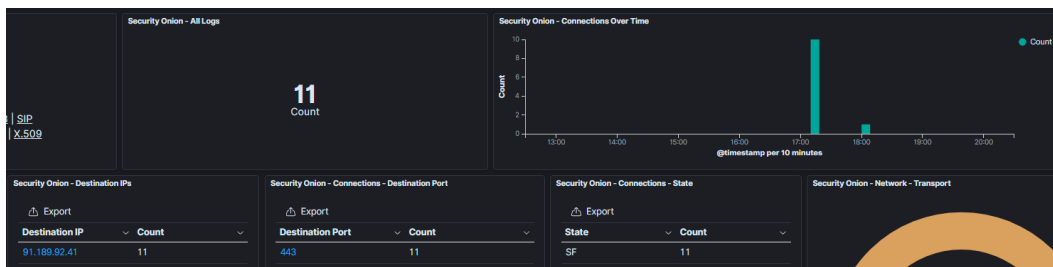 Security Onion - All Logs
11
Count
| SIP
| X.509
Security Onion - Connections Over Time
10
8
6
4
2
0
Count
13:00 14:00 15:00 16:00 17:00 18:00 19:00 20:00
@timestamp per 10 minutes
Count
Security Onion - Destination IPs
Export
Destination IP Count
91.189.92.41 11
Security Onion - Connections - Destination Port
Export
Destination Port Count
443 11
Security Onion - Connections - State
Export
State Count
SF 11
Security Onion - Network - Transport